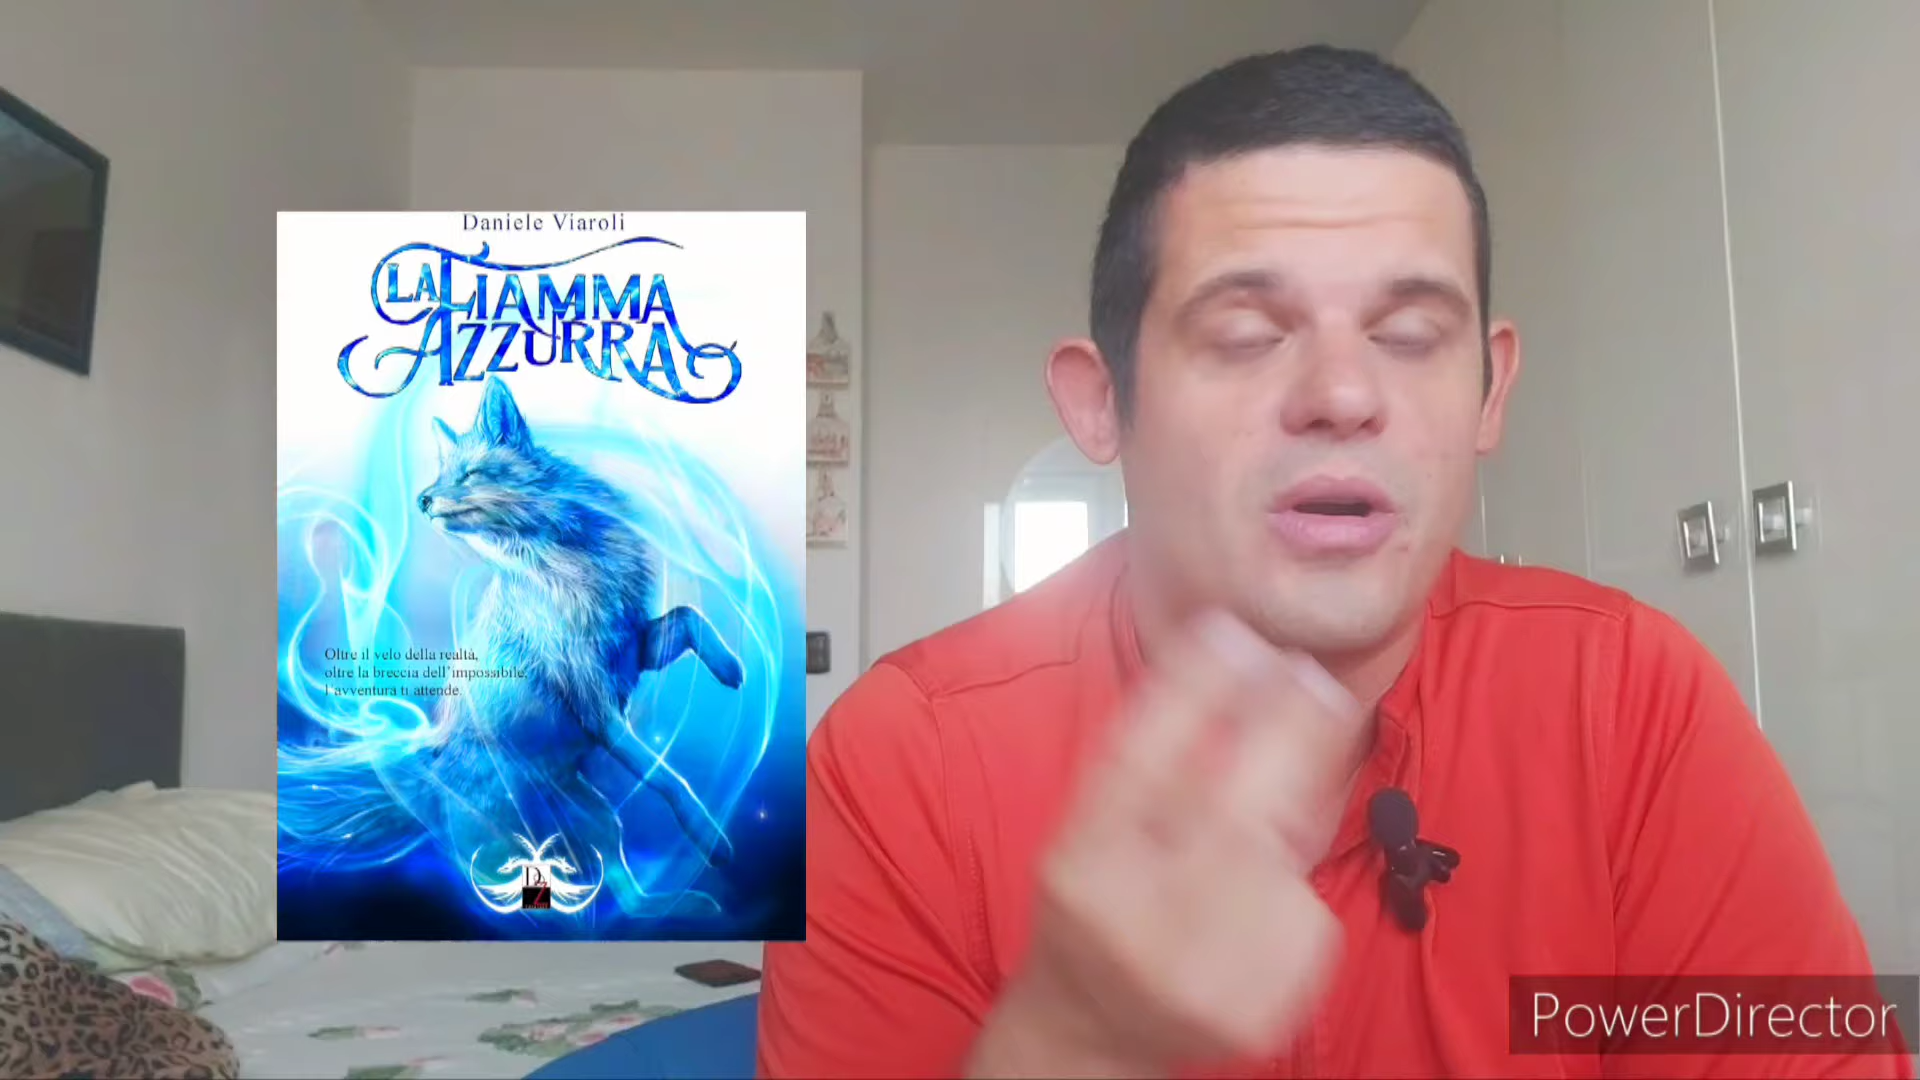 Daniele Viaroli
LA FIAMMA
AZZURRA
Oltre il velo della realtà,
oltre la breccia dell'impossibile,
l'avventura ti attende.
DZ
PowerDirector